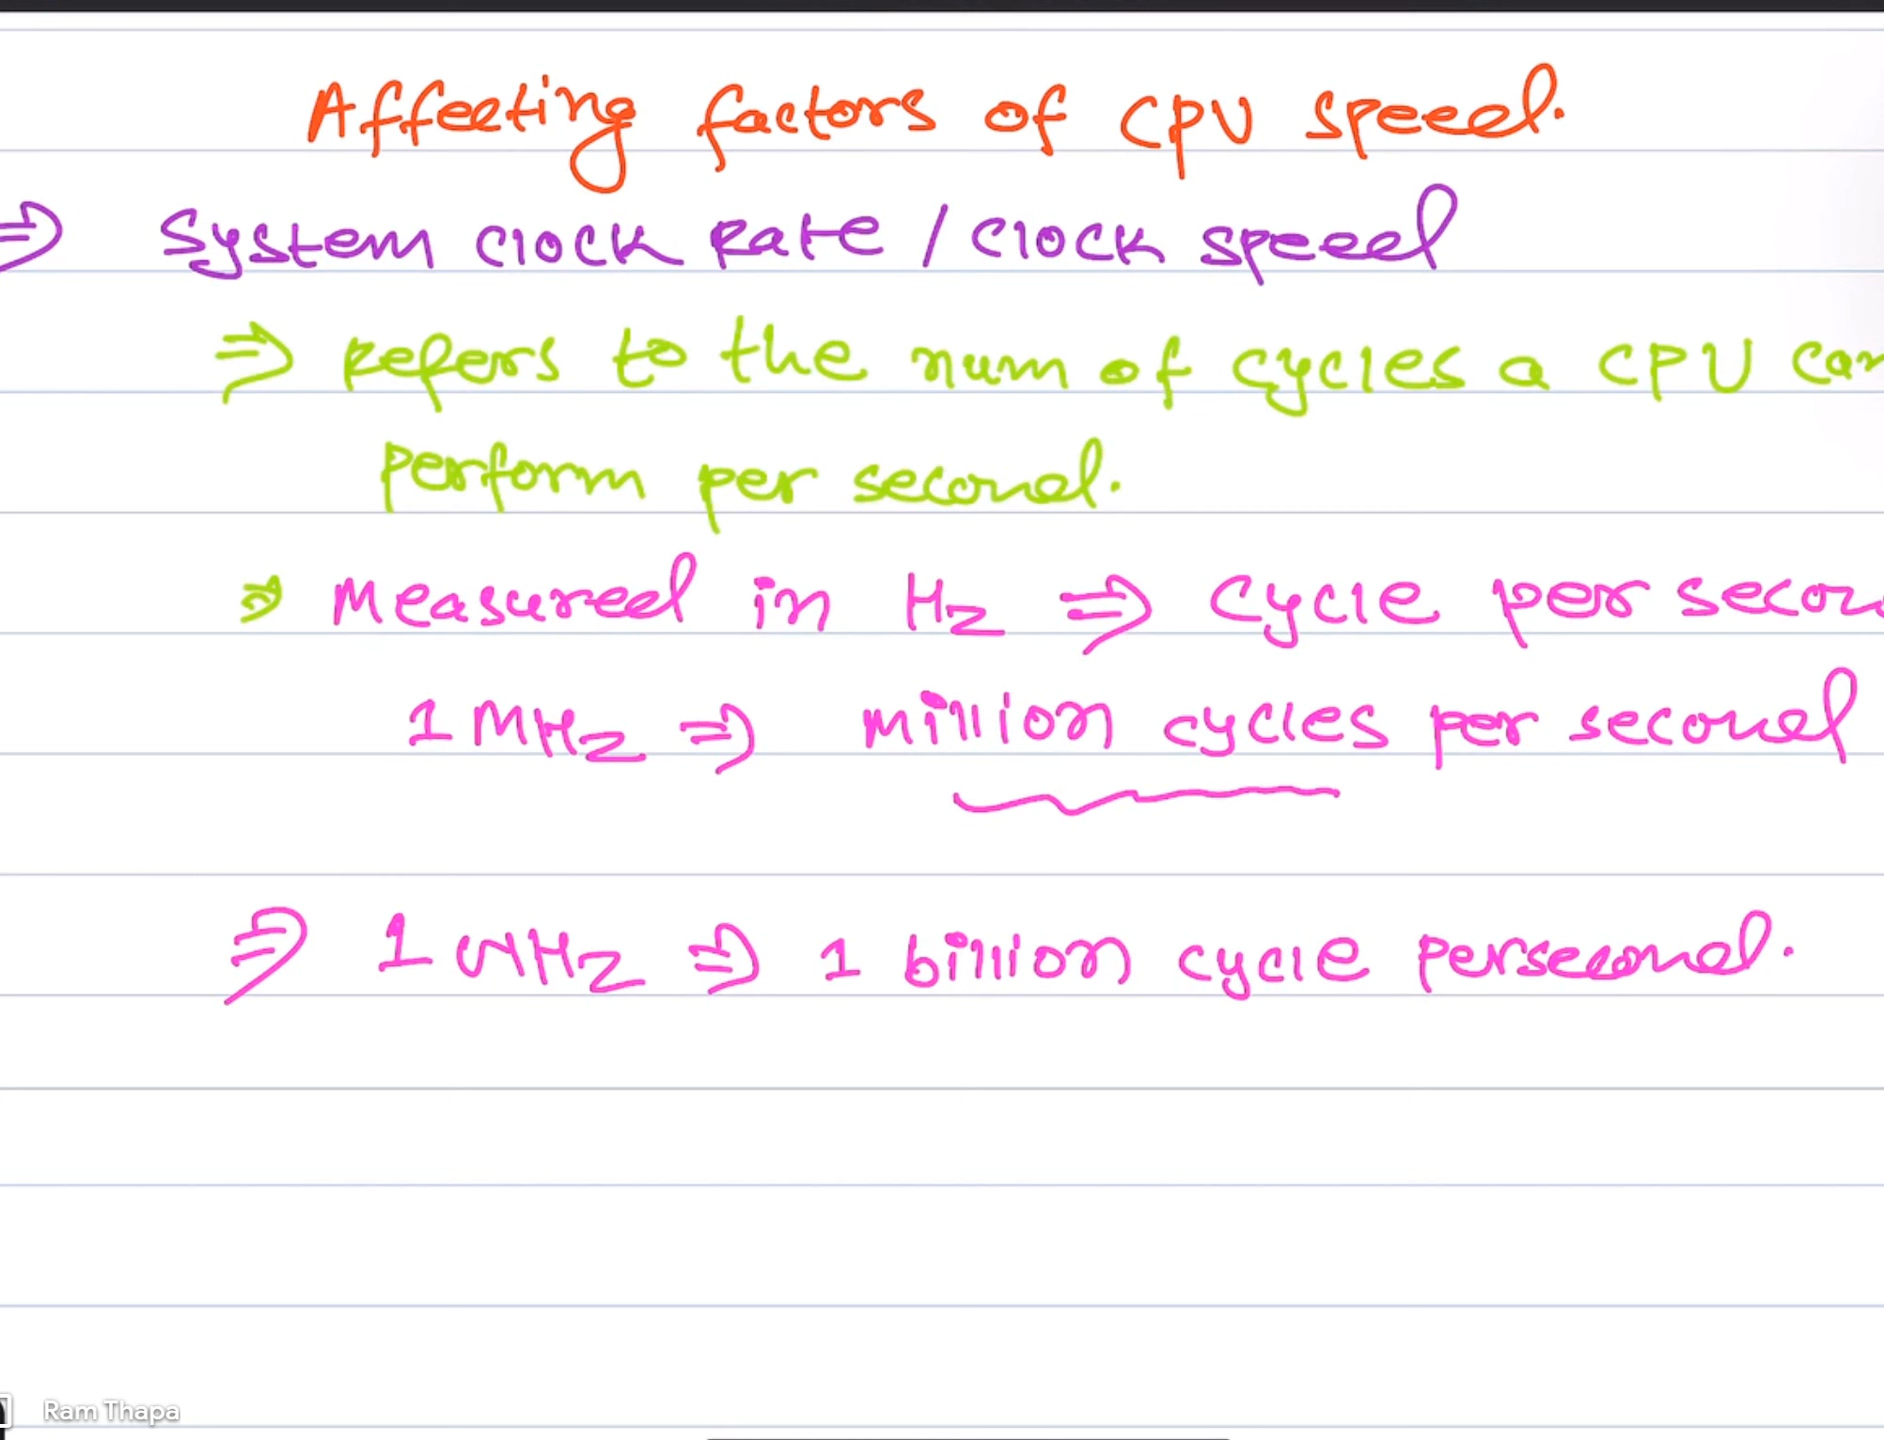 Affecting factors of CPU speed.
⇒ System clock Rate / clock speed
⇒ Refers to the num of cycles a CPU can
perform per second.
⇒ Measured in Hz ⇒ Cycle per secon
1 MHz ⇒ million cycles per second
⇒ 1 GHz ⇒ 1 billion cycle persecond.
Ram Thapa